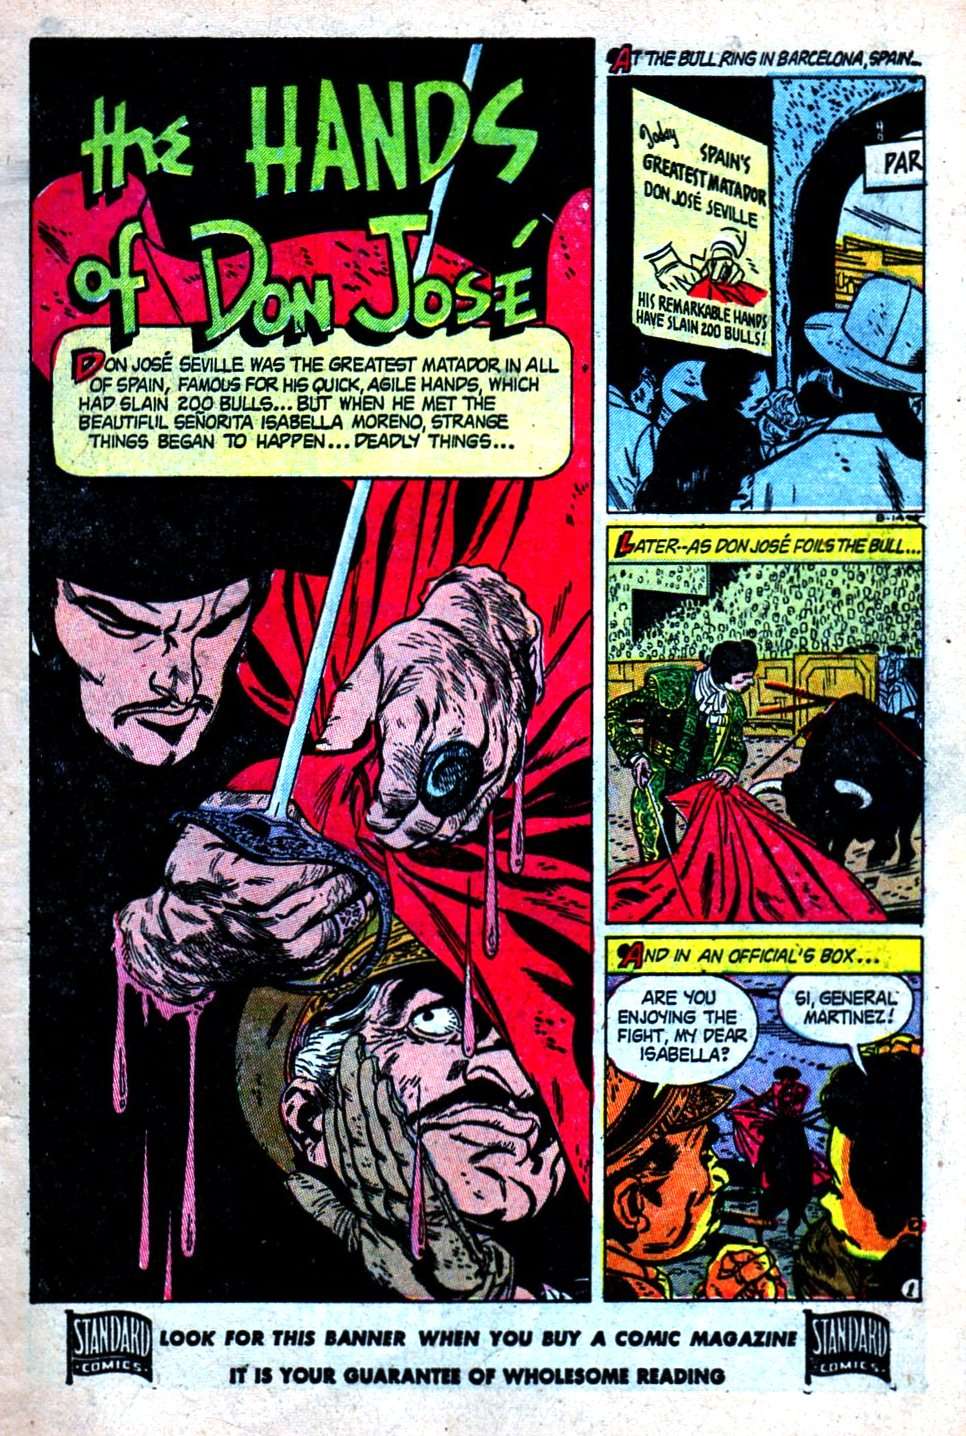 the HANDS
of DON JOSÉ
DON JOSÉ SEVILLE WAS THE GREATEST MATADOR IN ALL
OF SPAIN, FAMOUS FOR HIS QUICK, AGILE HANDS, WHICH
HAD SLAIN 200 BULLS... BUT WHEN HE MET THE
BEAUTIFUL SEÑORITA ISABELLA MORENO, STRANGE
THINGS BEGAN TO HAPPEN... DEADLY THINGS...
AT THE BULL RING IN BARCELONA, SPAIN...
Today
SPAIN'S
GREATEST MATADOR
DON JOSÉ SEVILLE
HIS REMARKABLE HANDS
HAVE SLAIN 200 BULLS!
PAR
LATER--AS DON JOSÉ FOILS THE BULL...
AND IN AN OFFICIAL'S BOX...
ARE YOU
ENJOYING THE
FIGHT, MY DEAR
ISABELLA?
SI, GENERAL
MARTINEZ!
1
STANDARD
COMICS
LOOK FOR THIS BANNER WHEN YOU BUY A COMIC MAGAZINE
IT IS YOUR GUARANTEE OF WHOLESOME READING
STANDARD
COMICS